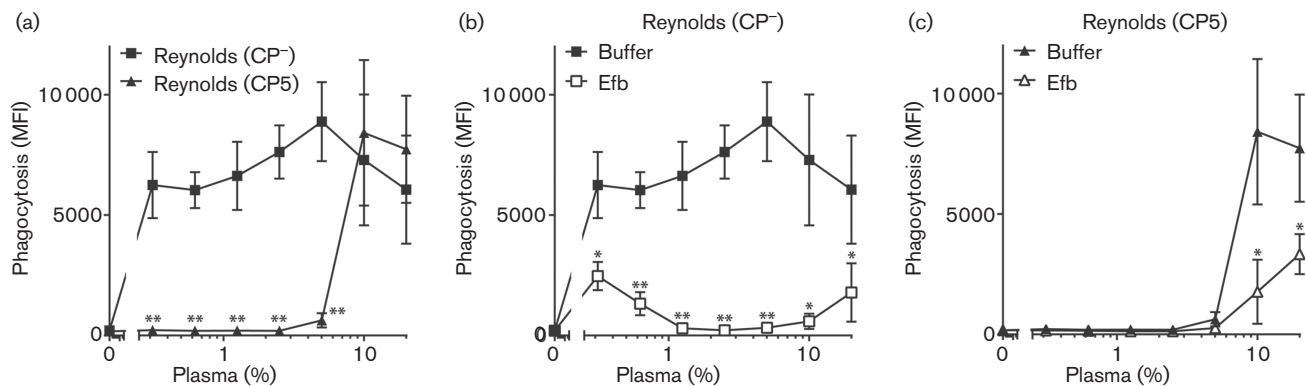 (a)
Reynolds (CP⁻)
Reynolds (CP5)
Phagocytosis (MFI)
10 000
5000
0
** ** ** ** **
0 1 10
Plasma (%)
(b)
Reynolds (CP⁻)
Buffer
Efb
Phagocytosis (MFI)
10 000
5000
0
* ** ** ** ** * *
0 1 10
Plasma (%)
(c)
Reynolds (CP5)
Buffer
Efb
Phagocytosis (MFI)
10 000
5000
0
* *
0 1 10
Plasma (%)